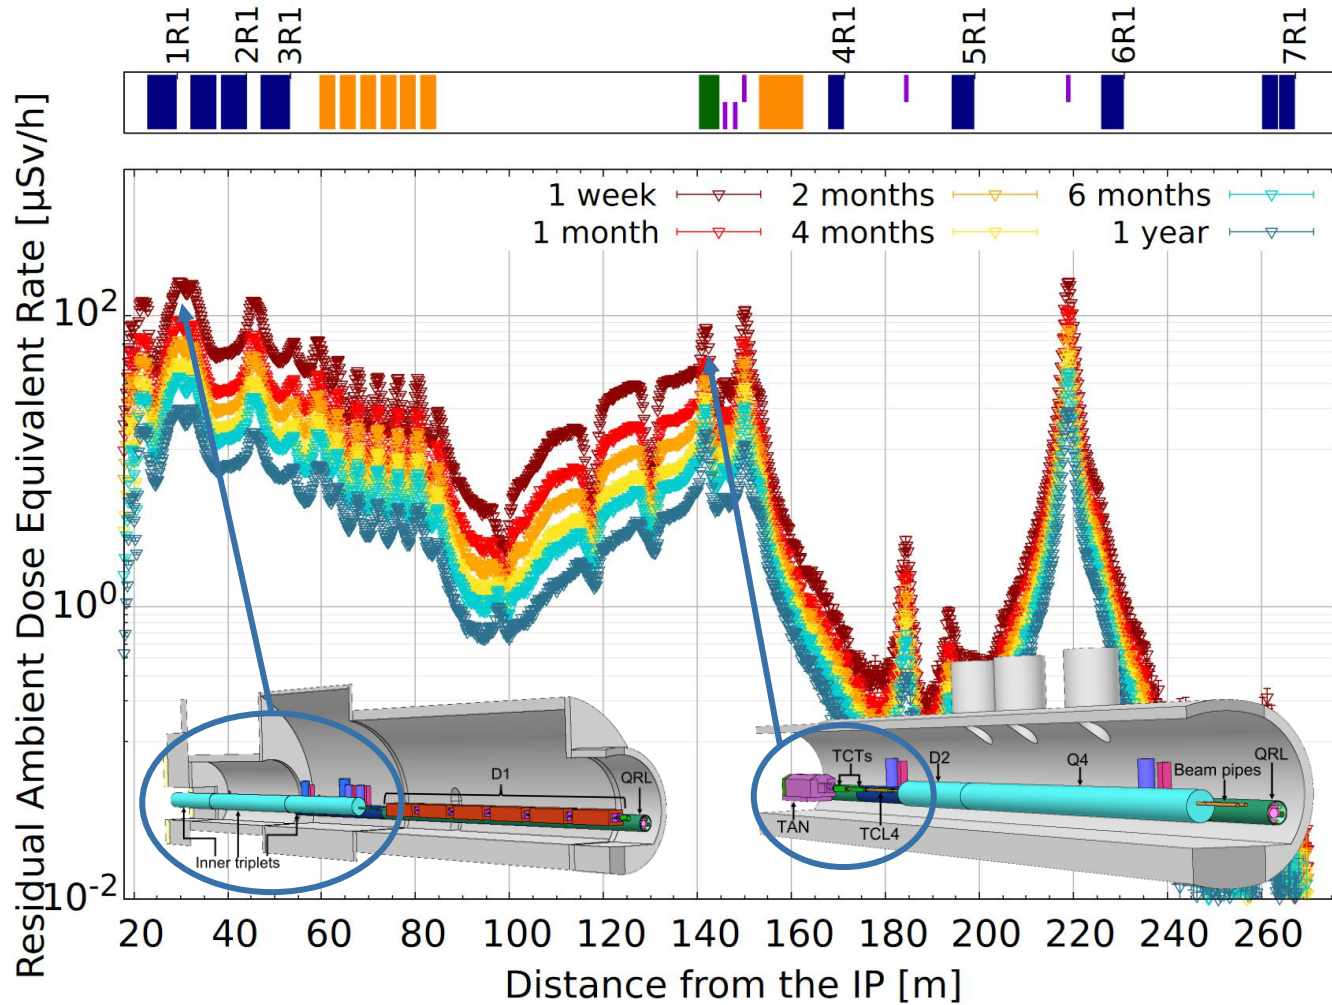 1R1
2R1
3R1
4R1
5R1
6R1
7R1
Residual Ambient Dose Equivalent Rate [μSv/h]
1 week
2 months
6 months
1 month
4 months
1 year
10²
10⁰
10⁻²
D1
QRL
Inner triplets
TCTs
D2
Q4
Beam pipes
QRL
TAN
TCL4
20 40 60 80 100 120 140 160 180 200 220 240 260
Distance from the IP [m]